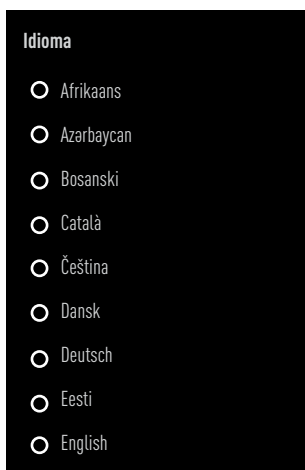 Idioma
Afrikaans
Azərbaycan
Bosanski
Català
Čeština
Dansk
Deutsch
Eesti
English